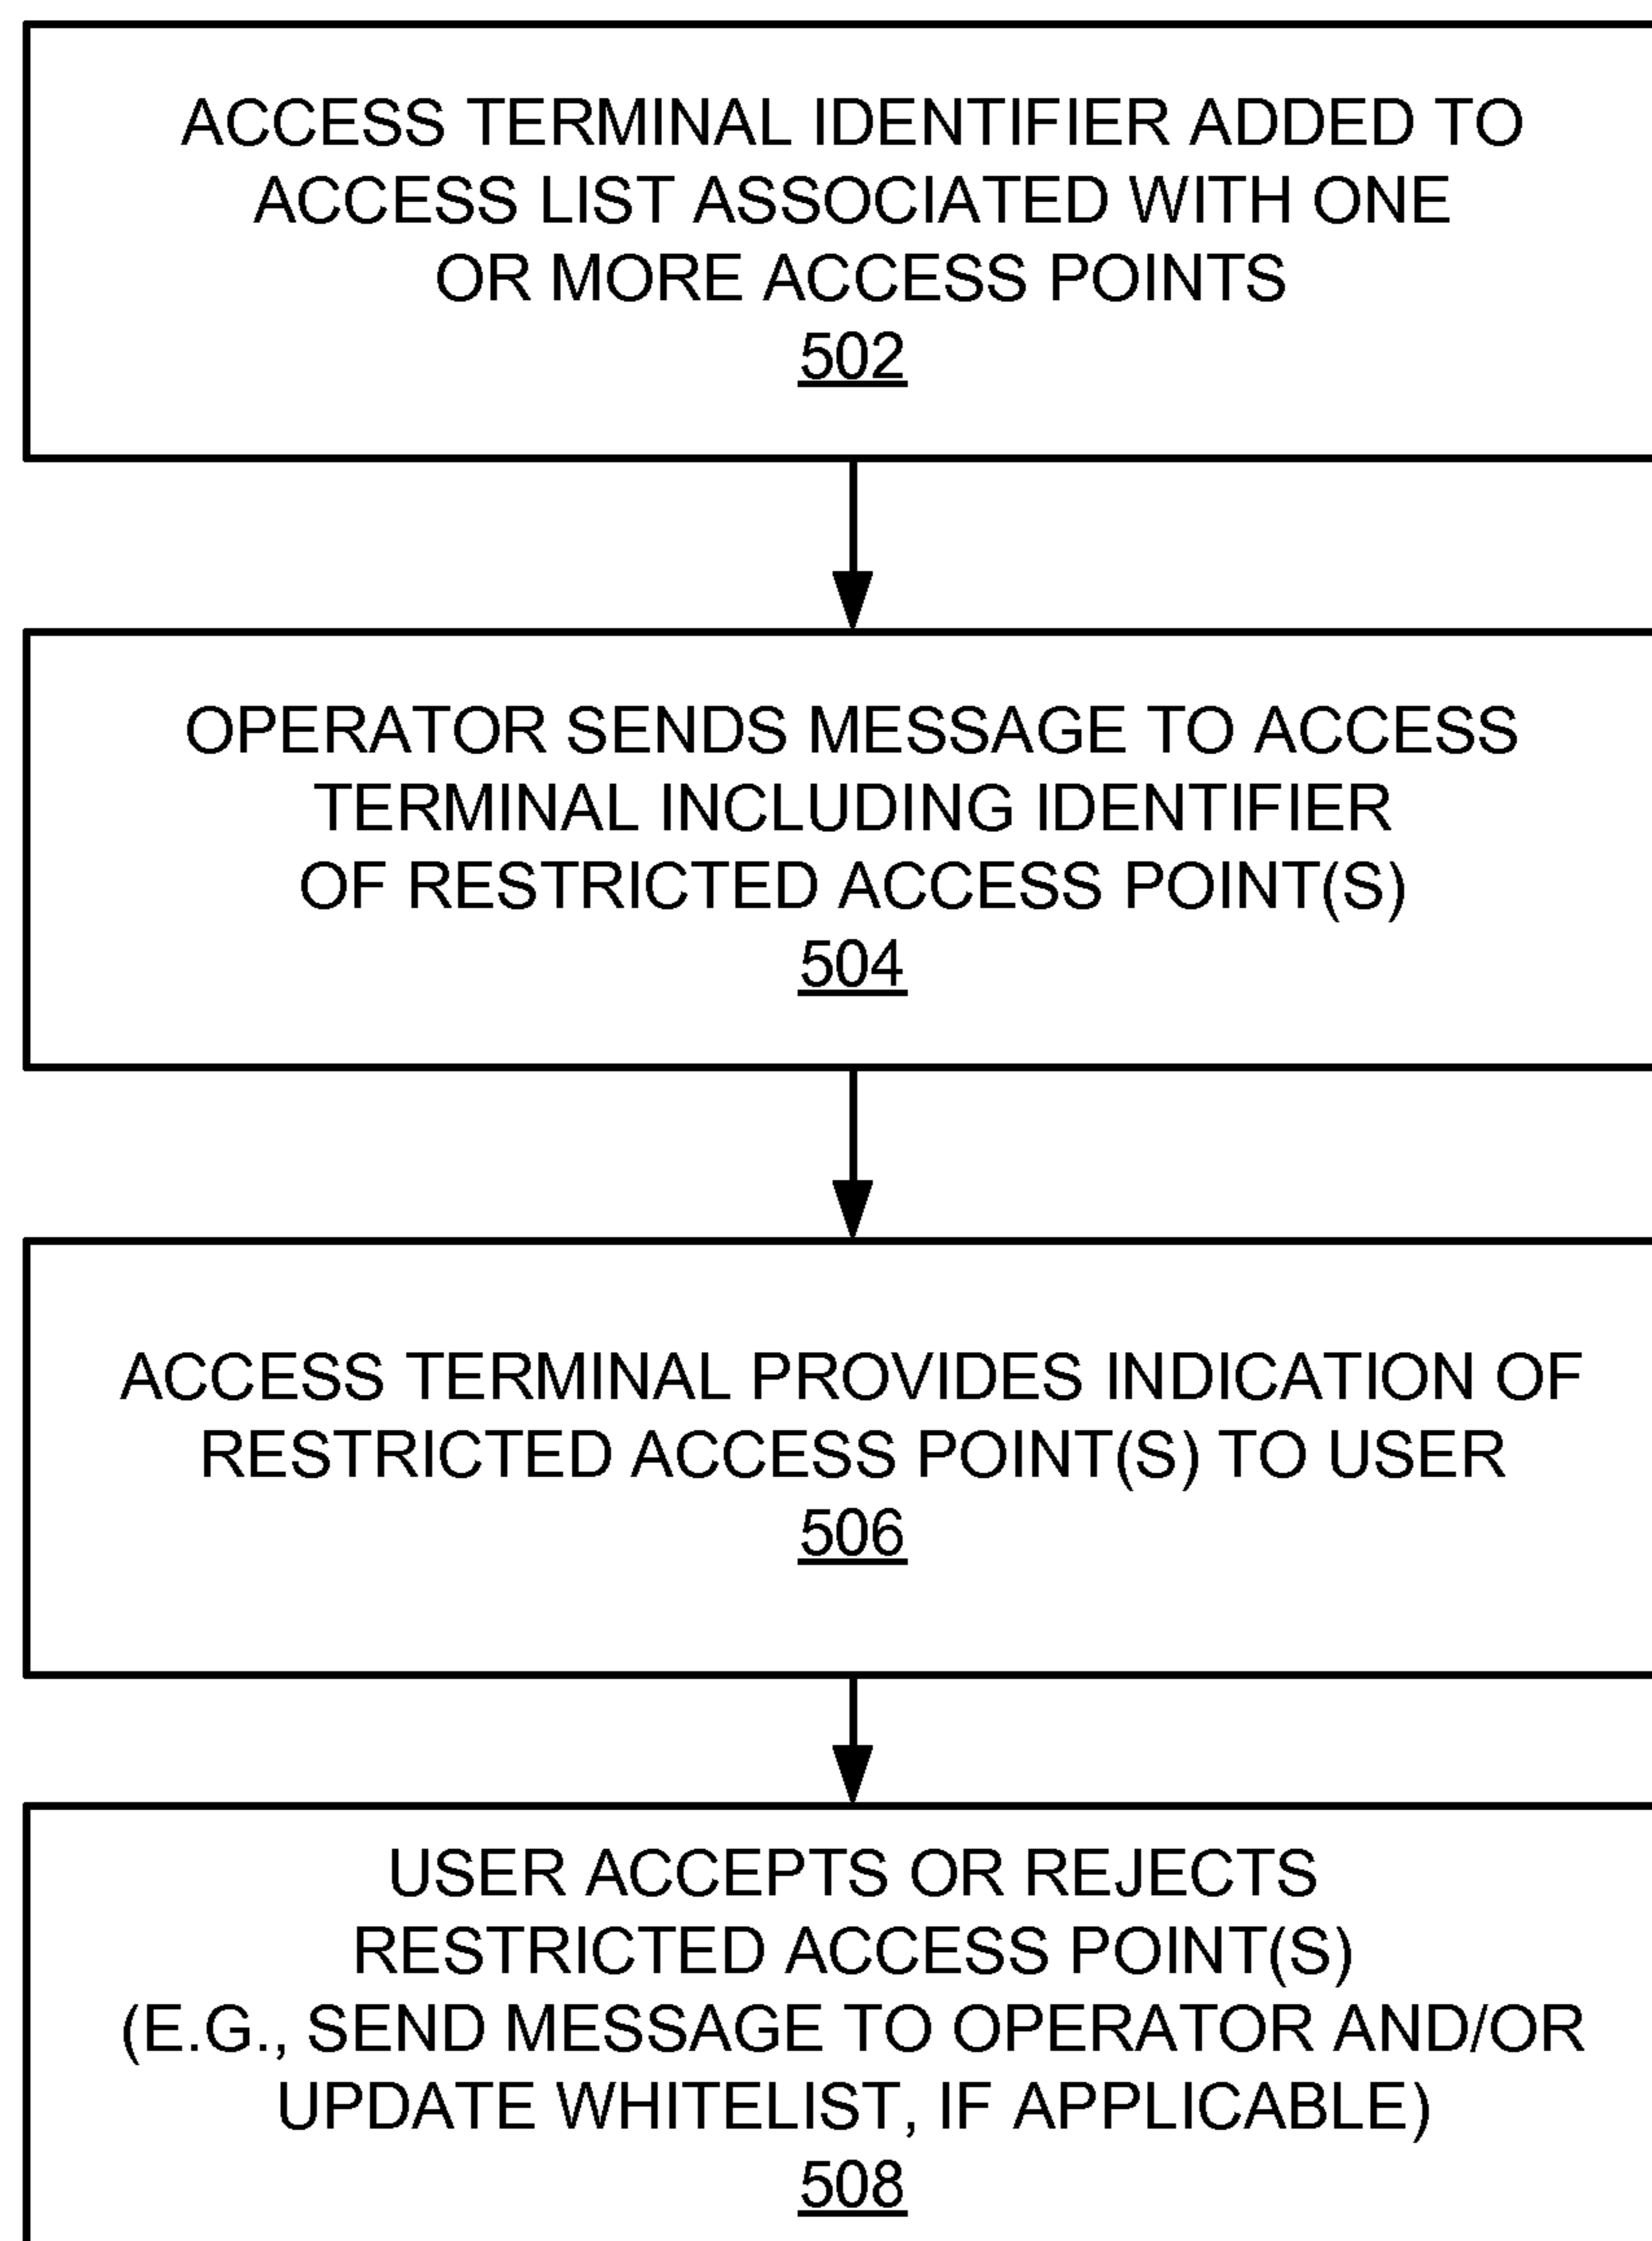 ACCESS TERMINAL IDENTIFIER ADDED TO
ACCESS LIST ASSOCIATED WITH ONE
OR MORE ACCESS POINTS
502
OPERATOR SENDS MESSAGE TO ACCESS
TERMINAL INCLUDING IDENTIFIER
OF RESTRICTED ACCESS POINT(S)
504
ACCESS TERMINAL PROVIDES INDICATION OF
RESTRICTED ACCESS POINT(S) TO USER
506
USER ACCEPTS OR REJECTS
RESTRICTED ACCESS POINT(S)
(E.G., SEND MESSAGE TO OPERATOR AND/OR
UPDATE WHITELIST, IF APPLICABLE)
508